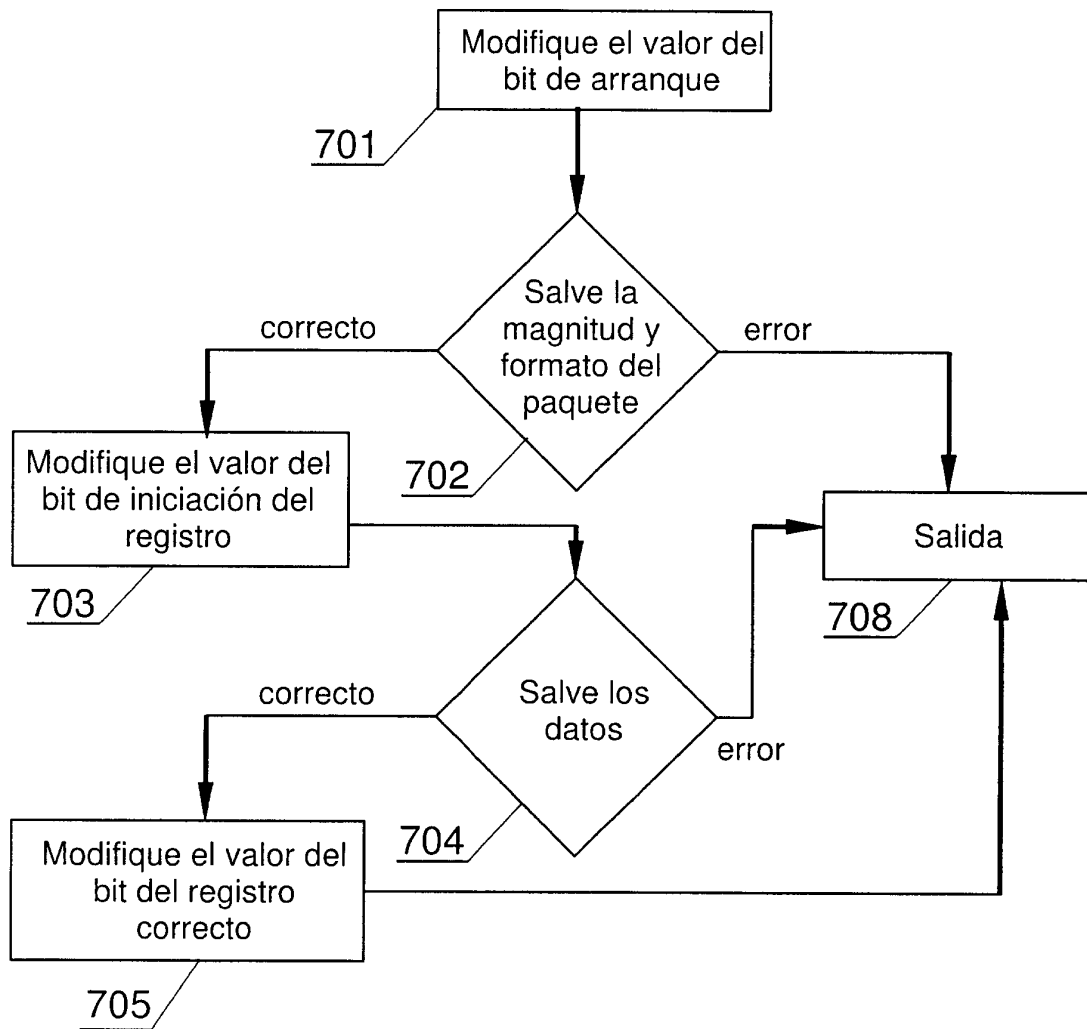 Modifique el valor del
bit de arranque
701
Salve la
magnitud y
formato del
paquete
correcto
error
702
Modifique el valor del
bit de iniciación del
registro
703
Salida
708
Salve los
datos
correcto
error
704
Modifique el valor del
bit del registro
correcto
705